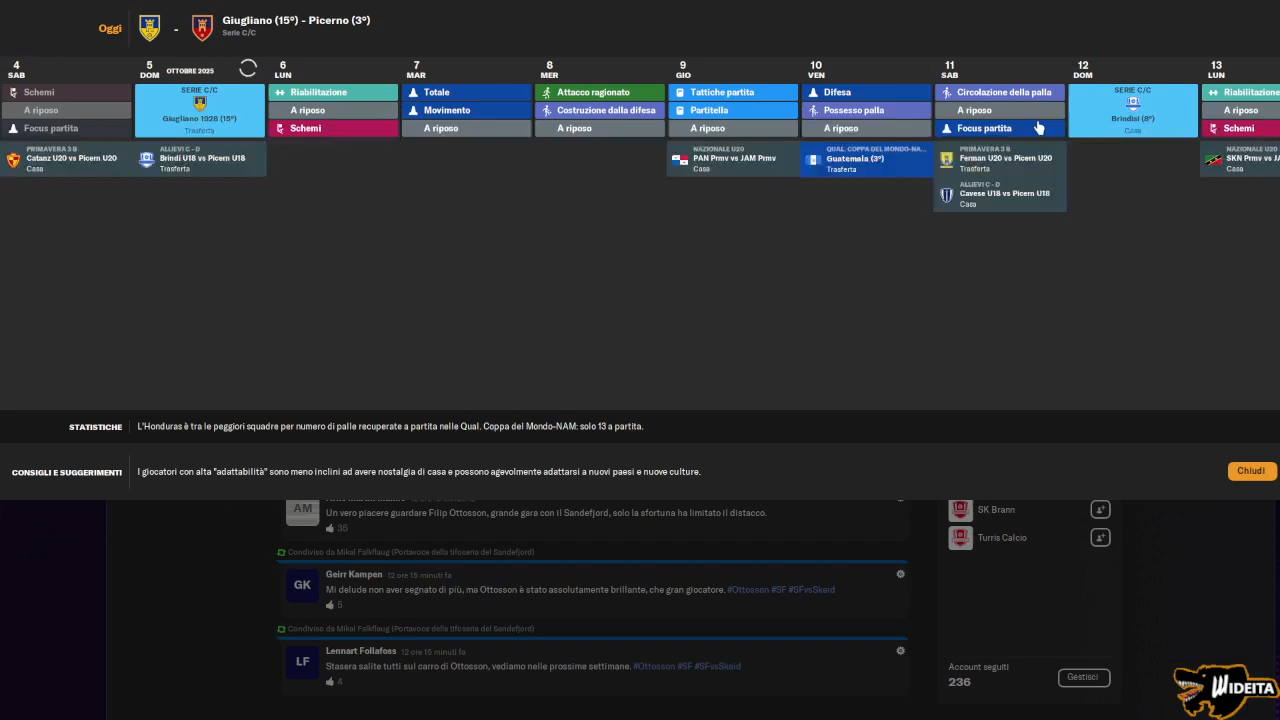 Oggi
-
Giugliano (15º) - Picerno (3º)
Serie C/C
4
SAB
5
DOM
OTTOBRE 2025
6
LUN
7
MAR
8
MER
9
GIO
10
VEN
11
SAB
12
DOM
13
LUN
Schemi
A riposo
Focus partita
PRIMAVERA 3 B
Catanz U20 vs Picern U20
Casa
SERIE C/C
Giugliano 1928 (15º)
Trasferta
ALLIEVI C - D
Brindi U18 vs Picern U18
Trasferta
Riabilitazione
A riposo
Schemi
Totale
Movimento
A riposo
Attacco ragionato
Costruzione dalla difesa
A riposo
Tattiche partita
Partitella
A riposo
NAZIONALE U20
PAN Prmv vs JAM Prmv
Casa
Difesa
Possesso palla
A riposo
QUAL. COPPA DEL MONDO-NA...
Guatemala (3º)
Trasferta
Circolazione della palla
A riposo
Focus partita
PRIMAVERA 3 B
Ferman U20 vs Picern U20
Trasferta
ALLIEVI C - D
Cavese U18 vs Picern U18
Casa
SERIE C/C
Brindisi (8º)
Casa
Riabilitazione
A riposo
Schemi
NAZIONALE U20
SKN Prmv vs JA
Casa
STATISTICHE
L'Honduras è tra le peggiori squadre per numero di palle recuperate a partita nelle Qual. Coppa del Mondo-NAM: solo 13 a partita.
CONSIGLI E SUGGERIMENTI
I giocatori con alta "adattabilità" sono meno inclini ad avere nostalgia di casa e possono agevolmente adattarsi a nuovi paesi e nuove culture.
Chiudi
AM
Un vero piacere guardare Filip Ottosson, grande gara con il Sandefjord, solo la sfortuna ha limitato il distacco.
36
Condiviso da Mikal Falkflaug (Portavoce della tifoseria del Sandefjord)
GK
Geirr Kampen 12 ore 15 minuti fa
Mi delude non aver segnato di più, ma Ottosson è stato assolutamente brillante, che gran giocatore. #Ottosson #SF #SFvsSkeid
5
Condiviso da Mikal Falkflaug (Portavoce della tifoseria del Sandefjord)
LF
Lennart Follafoss 12 ore 15 minuti fa
Stasera salite tutti sul carro di Ottosson, vediamo nelle prossime settimane. #Ottosson #SF #SFvsSkeid
4
SK Brann
Turris Calcio
Account seguiti
236
Gestisci
WIDEITA